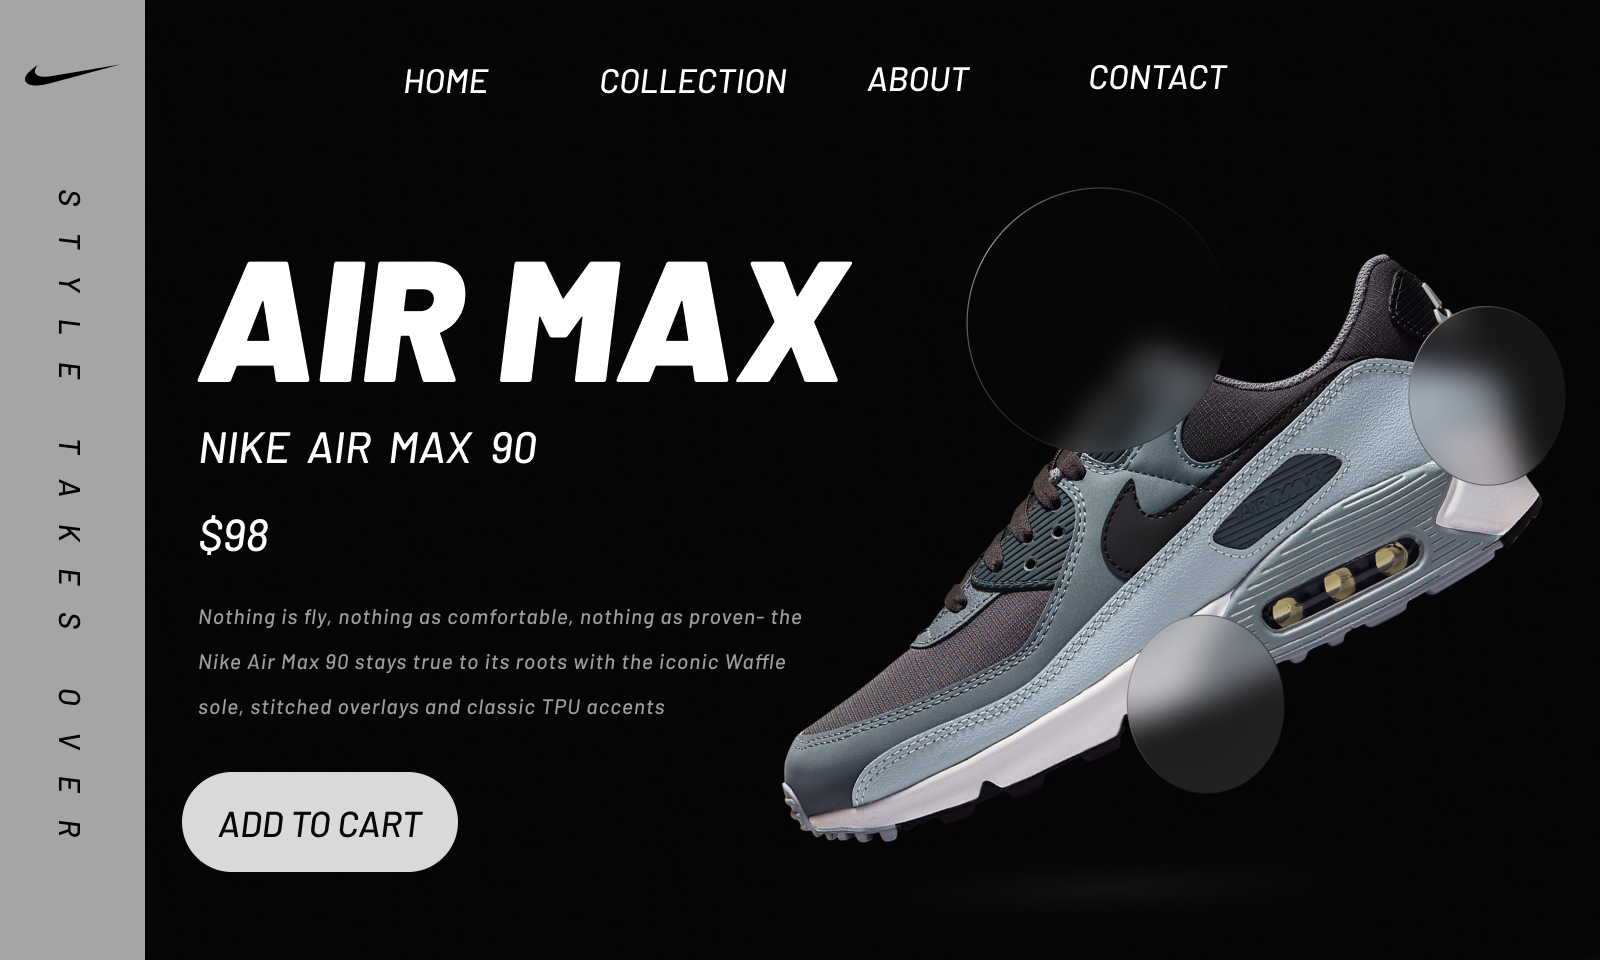 HOME COLLECTION ABOUT CONTACT
STYLE TAKES OVER
AIR MAX
NIKE AIR MAX 90
$98
Nothing is fly, nothing as comfortable, nothing as proven- the
Nike Air Max 90 stays true to its roots with the iconic Waffle
sole, stitched overlays and classic TPU accents
ADD TO CART
AIR MAX